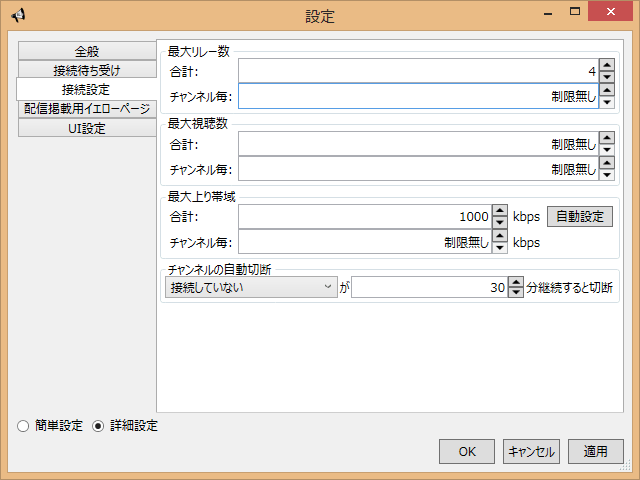 設定
全般
接続待ち受け
接続設定
配信掲載用イエローページ
UI設定
最大リレー数
合計: 4
チャンネル毎: 制限無し
最大視聴数
合計: 制限無し
チャンネル毎: 制限無し
最大上り帯域
合計: 1000 kbps 自動設定
チャンネル毎: 制限無し kbps
チャンネルの自動切断
接続していない が 30 分継続すると切断
簡単設定 詳細設定
OK キャンセル 適用